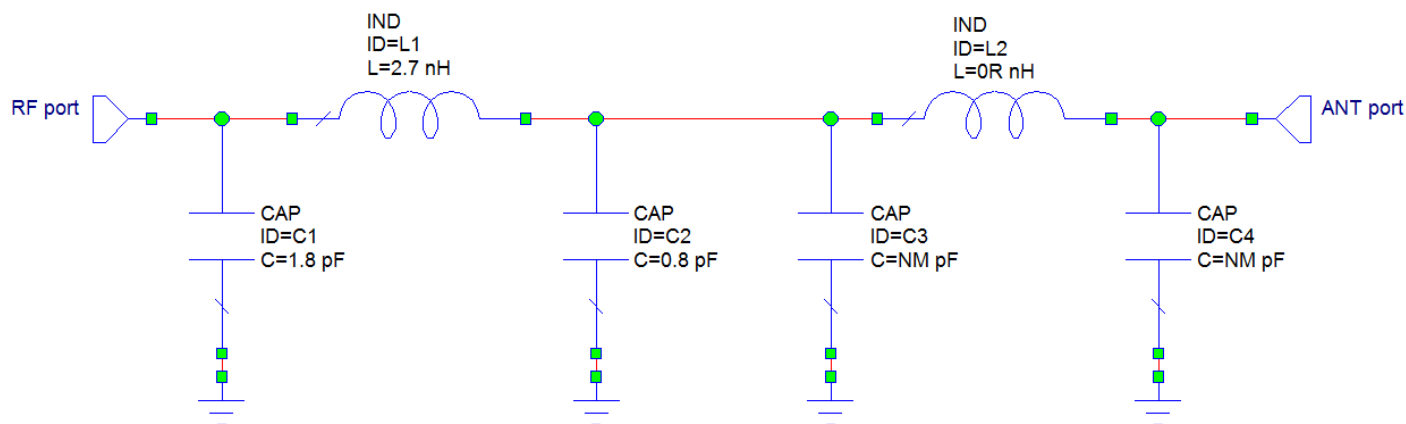 IND
ID=L1
L=2.7 nH
IND
ID=L2
L=0R nH
RF port
ANT port
CAP
ID=C1
C=1.8 pF
CAP
ID=C2
C=0.8 pF
CAP
ID=C3
C=NM pF
CAP
ID=C4
C=NM pF